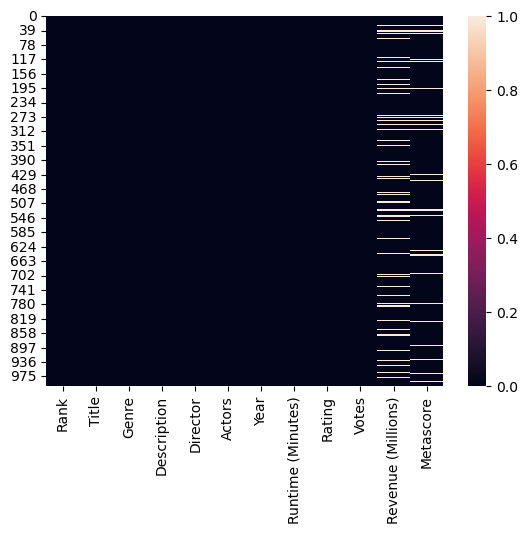 0
39
78
117
156
195
234
273
312
351
390
429
468
507
546
585
624
663
702
741
780
819
858
897
936
975
Rank
Title
Genre
Description
Director
Actors
Year
Runtime (Minutes)
Rating
Votes
Revenue (Millions)
Metascore
1.0
0.8
0.6
0.4
0.2
0.0